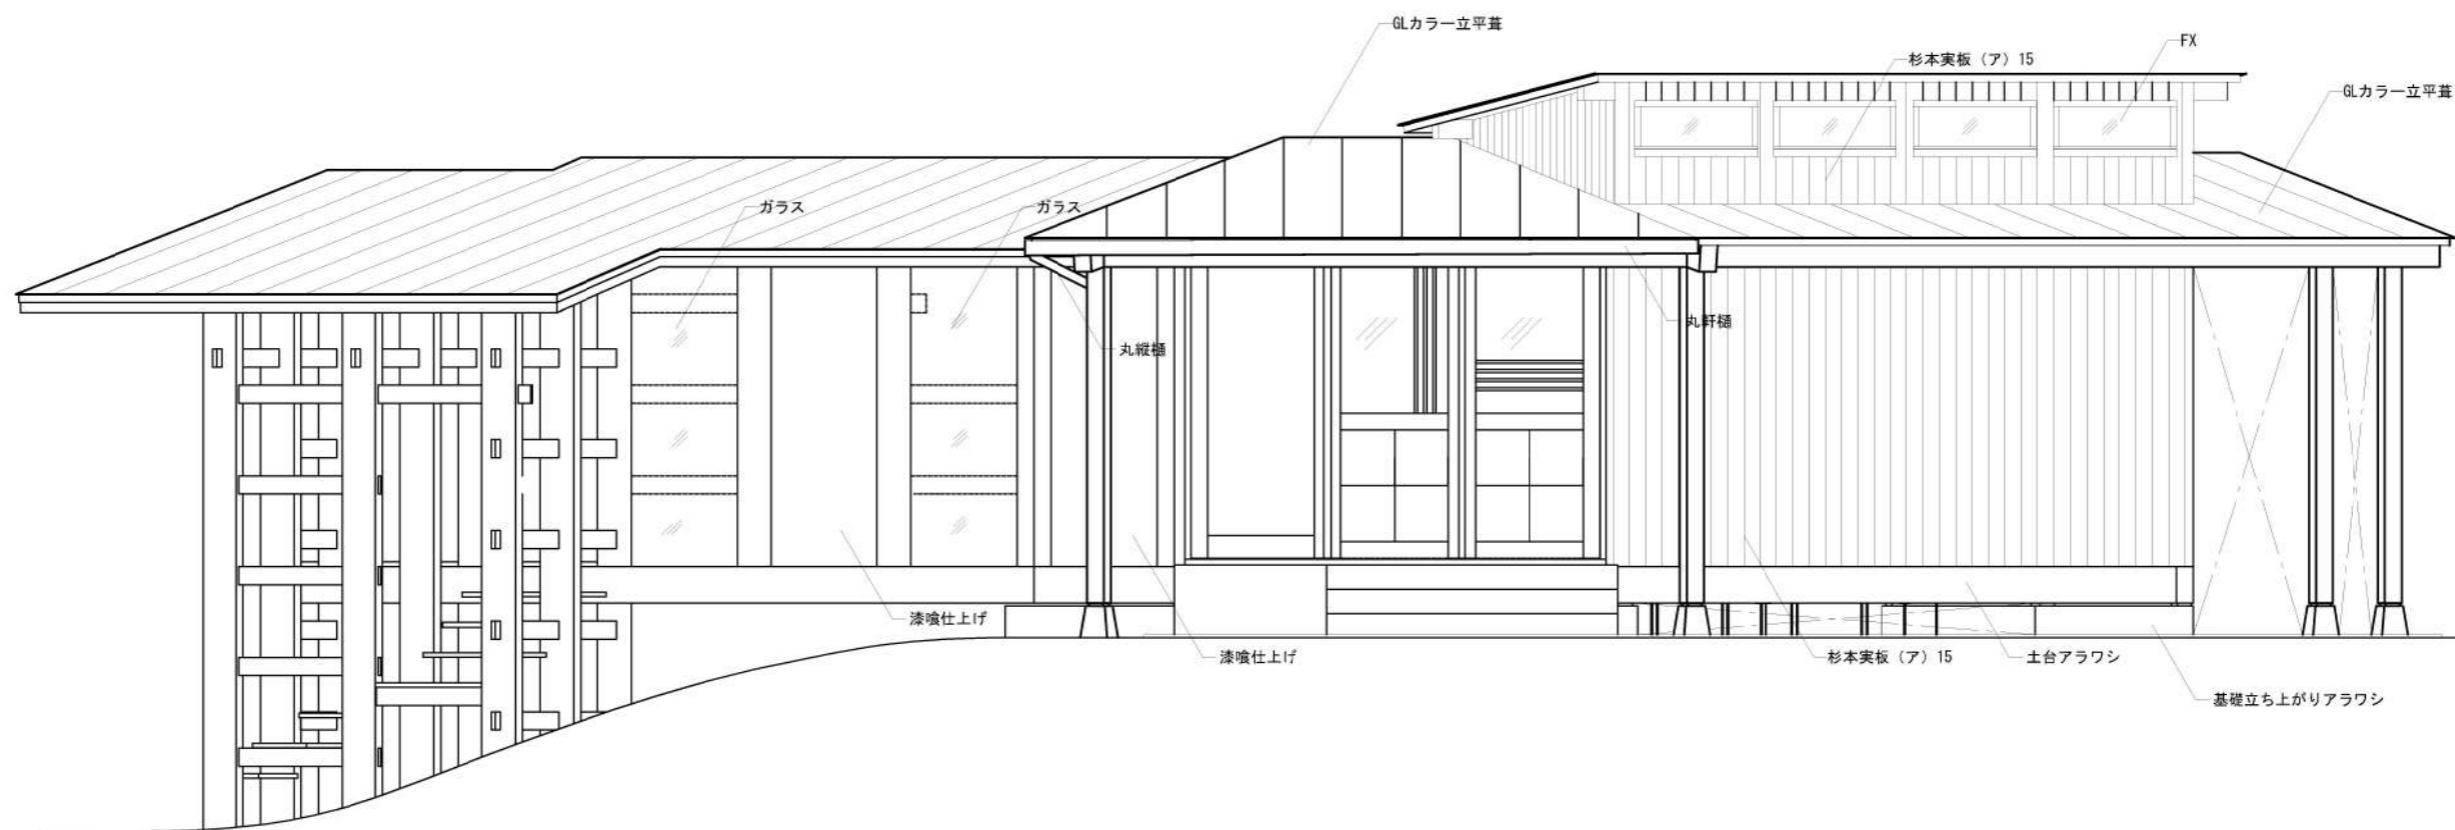 GLカラー立平葺
FX
杉本実板（ア）15
GLカラー立平葺
ガラス
ガラス
丸軒樋
丸縦樋
漆喰仕上げ
漆喰仕上げ
杉本実板（ア）15
土台アラワシ
基礎立ち上がりアラワシ